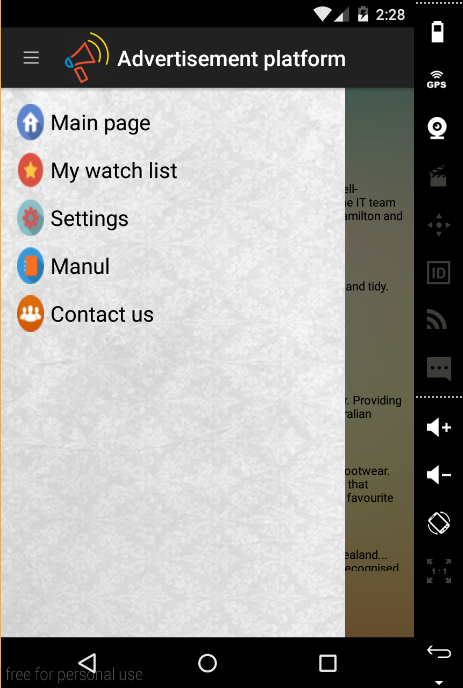 2:28
Advertisement platform
GPS
Main page
My watch list
ell-
e IT team
amilton and
Settings
ID
Manul
and tidy.
Contact us
r. Providing
ralian
ootwear.
that
favourite
ealand...
ecognised
1:1
free for personal use